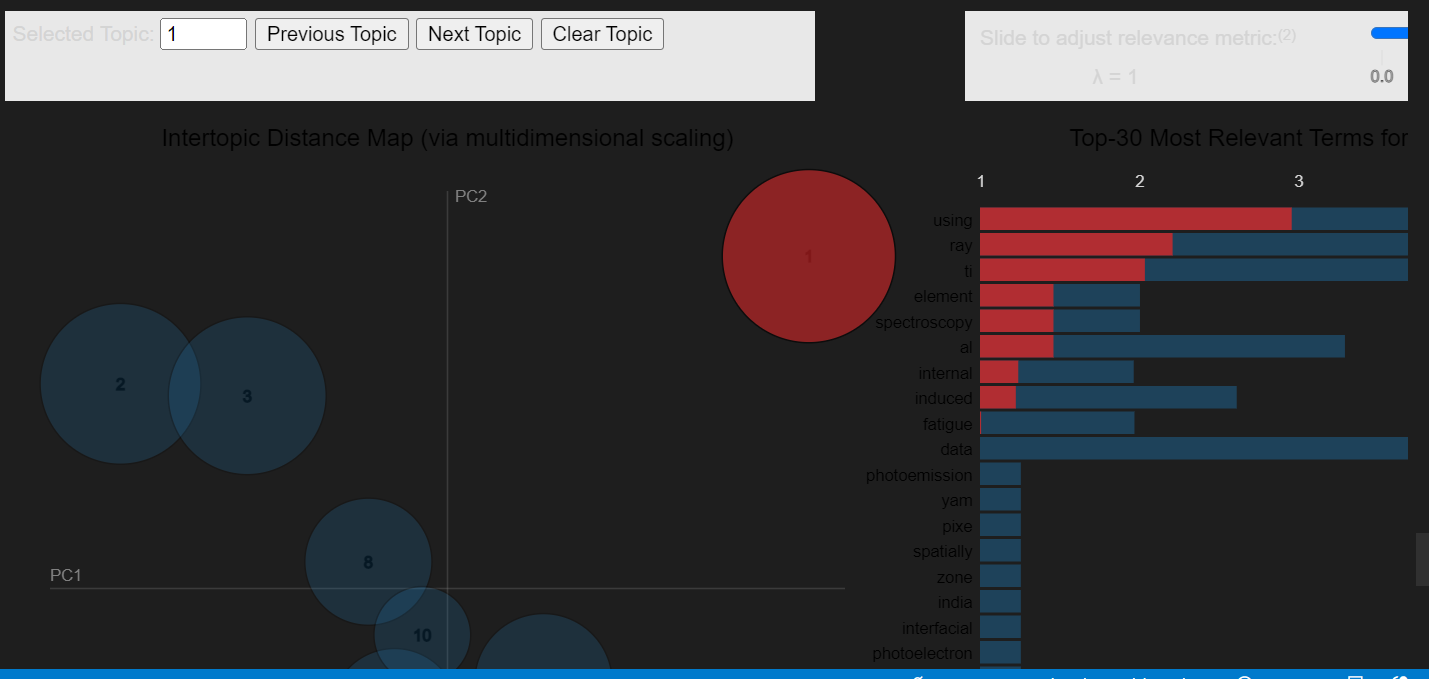 Selected Topic: 1 Previous Topic Next Topic Clear Topic
Slide to adjust relevance metric:(2)
λ = 1
0.0
Intertopic Distance Map (via multidimensional scaling)
PC2
PC1
1
2
3
8
10
Top-30 Most Relevant Terms for
1 2 3
using
ray
ti
element
spectroscopy
al
internal
induced
fatigue
data
photoemission
yam
pixe
spatially
zone
india
interfacial
photoelectron